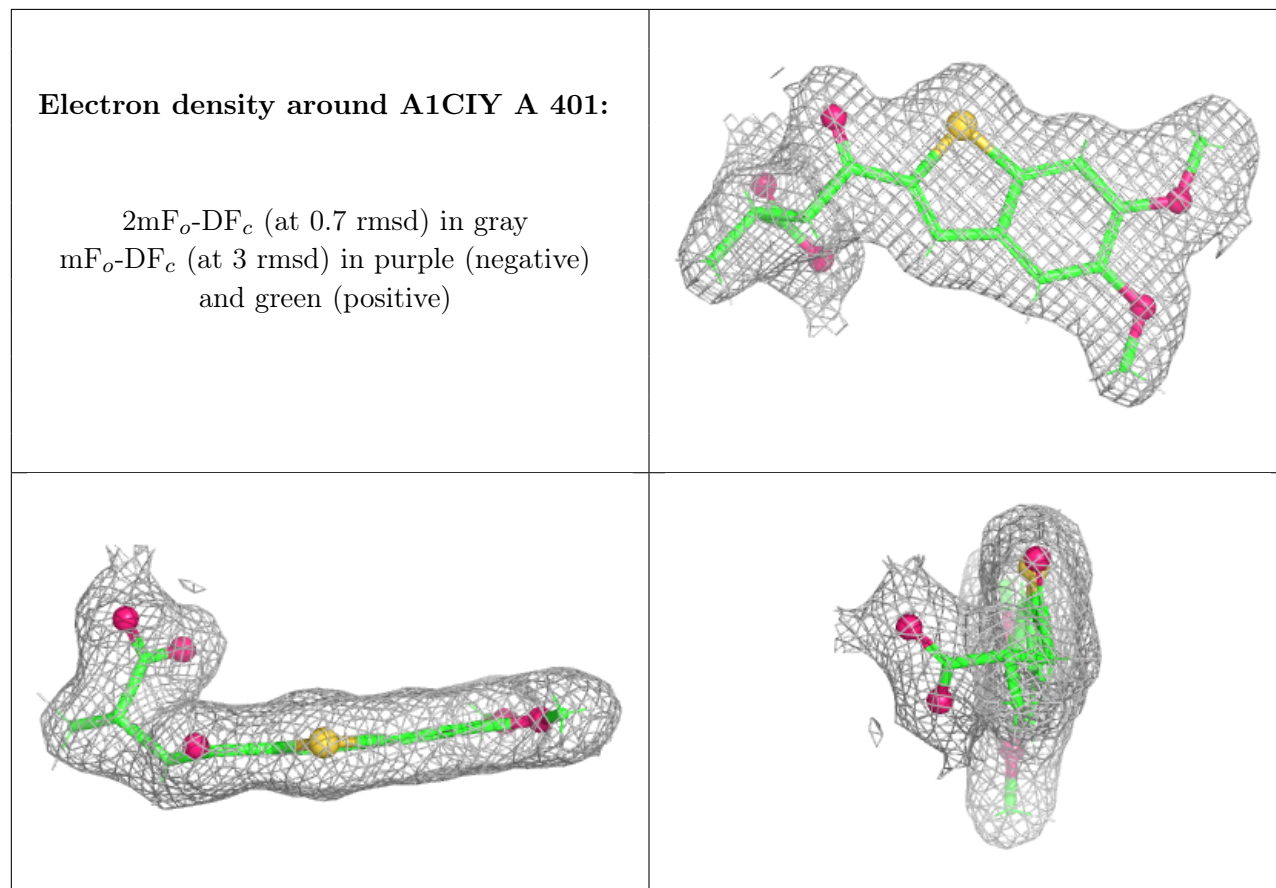 Electron density around A1CIY A 401:
2mFo-DFc (at 0.7 rmsd) in gray
mFo-DFc (at 3 rmsd) in purple (negative)
and green (positive)